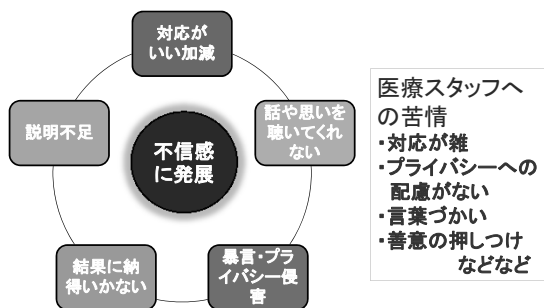 対応が
いい加減
話や思いを
聴いてくれ
ない
暴言・プラ
イバシー侵
害
結果に納
得いかない
説明不足
不信感
に発展
医療スタッフへ
の苦情
・対応が雑
・プライバシーへの
配慮がない
・言葉づかい
・善意の押しつけ
などなど